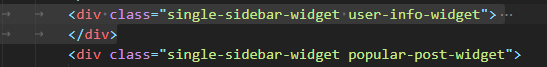 <div class="single-sidebar-widget user-info-widget">…
</div>
<div class="single-sidebar-widget popular-post-widget">